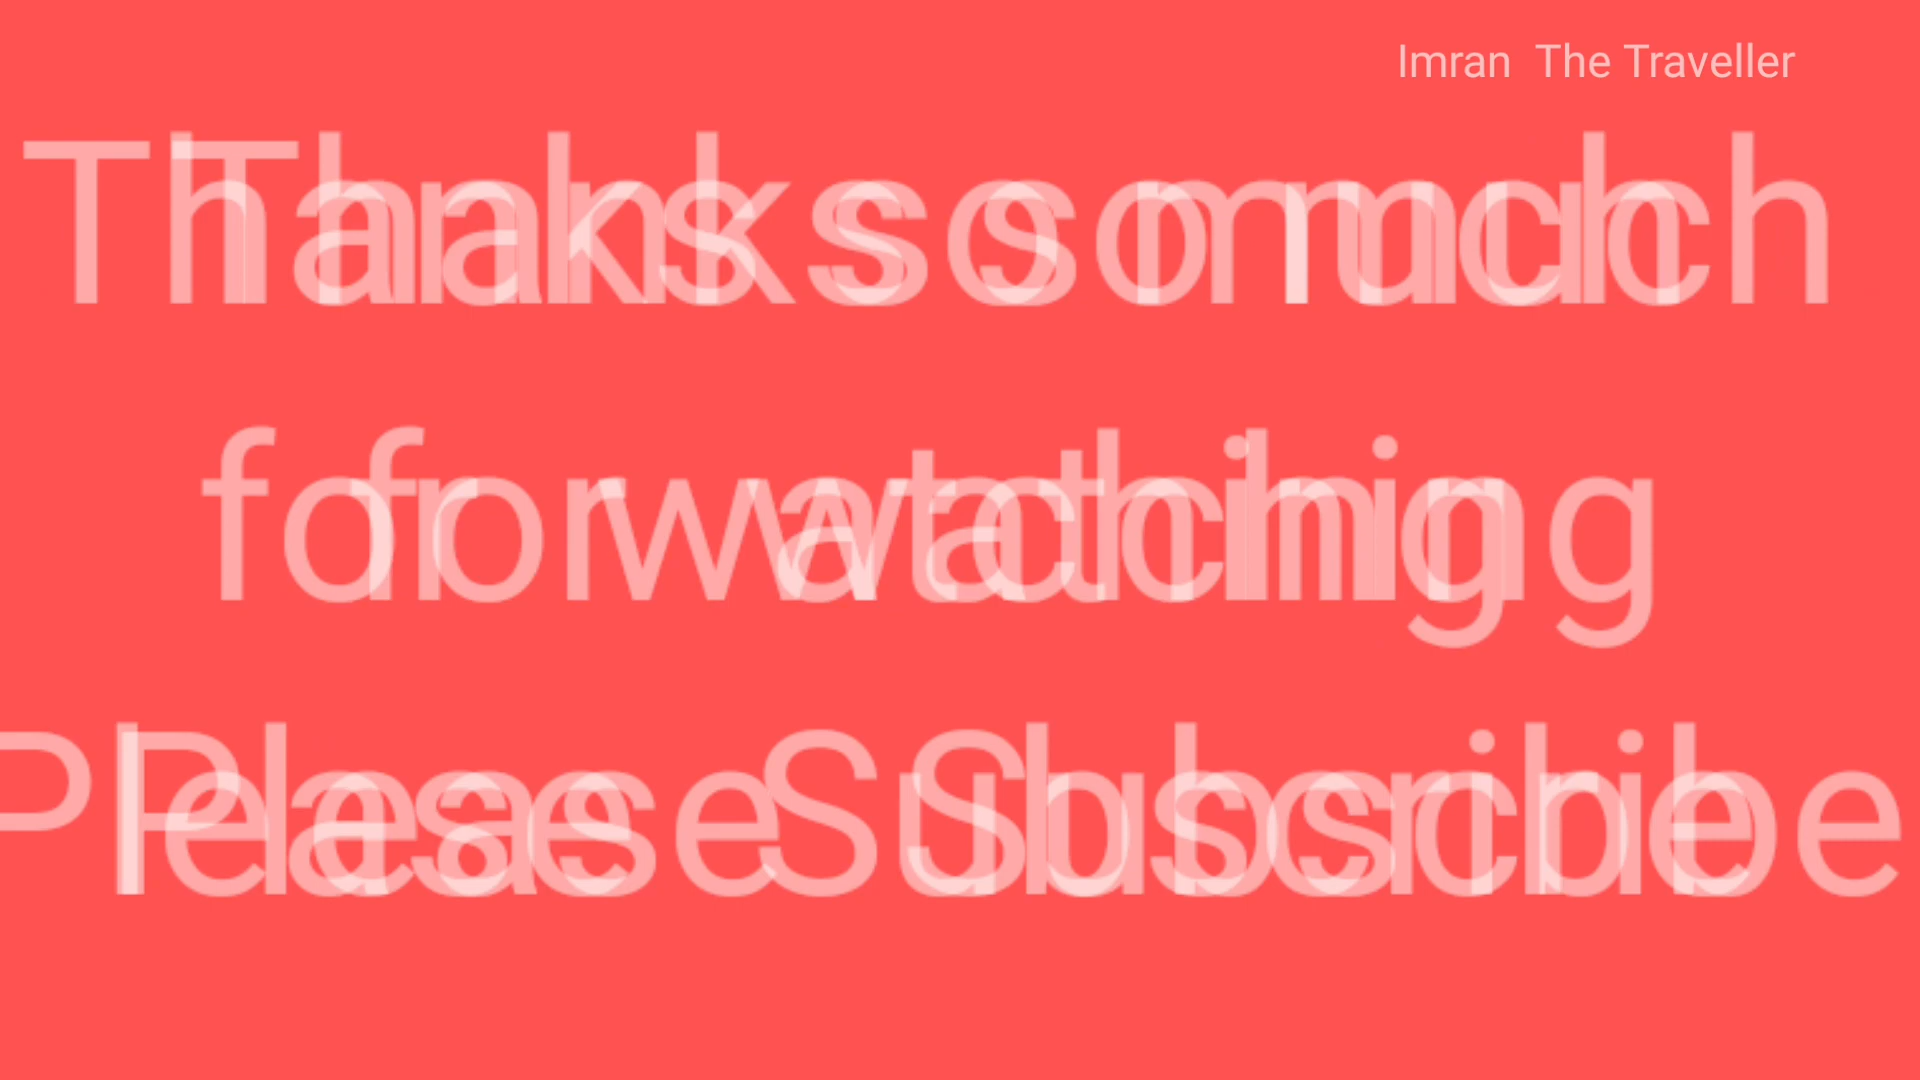 Imran The Traveller
Thanks so much
for watching
Please Subscribe